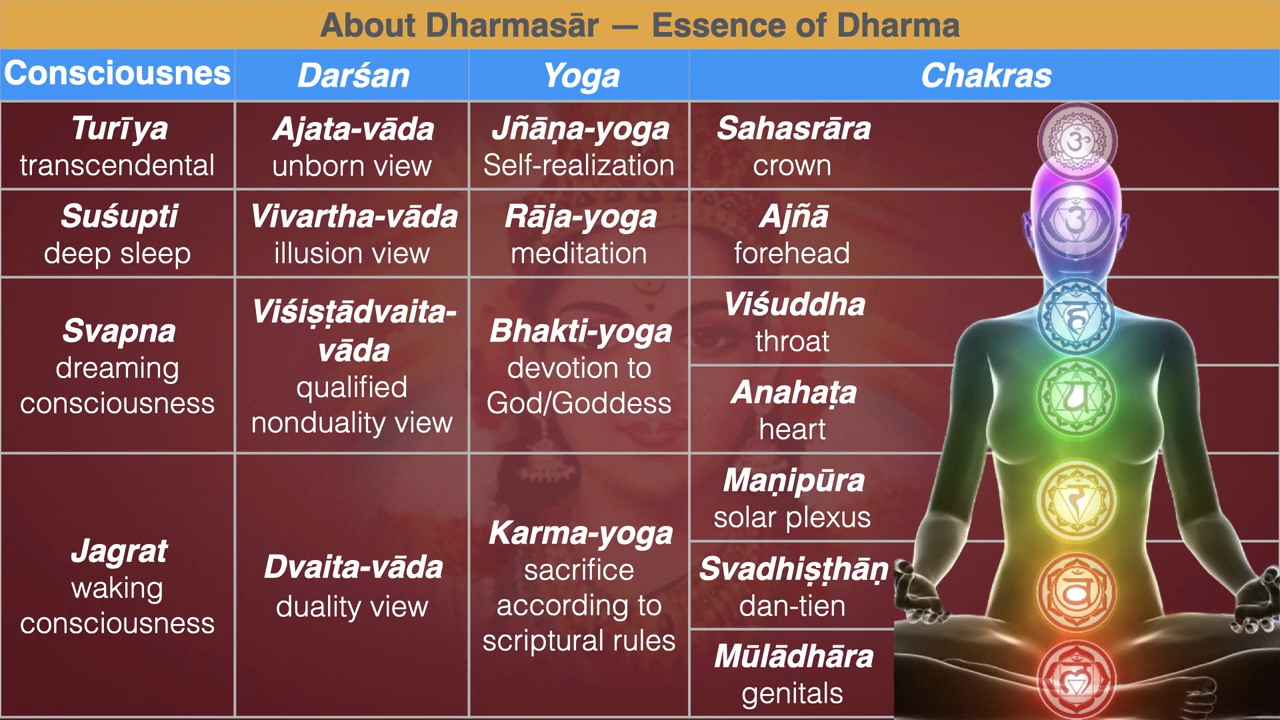 About Dharmasār — Essence of Dharma
Consciousnes Darśan Yoga Chakras
Turīya
transcendental
Ajata-vāda
unborn view
Jñāṇa-yoga
Self-realization
Sahasrāra
crown
Suśupti
deep sleep
Vivartha-vāda
illusion view
Rāja-yoga
meditation
Ajñā
forehead
Svapna
dreaming
consciousness
Viśiṣṭādvaita-
vāda
qualified
nonduality view
Bhakti-yoga
devotion to
God/Goddess
Viśuddha
throat
Anahaṭa
heart
Jagrat
waking
consciousness
Dvaita-vāda
duality view
Karma-yoga
sacrifice
according to
scriptural rules
Maṇipūra
solar plexus
Svadhiṣṭhāṇ
dan-tien
Mūlādhāra
genitals
ॐ
ॐ
हं
यं
रं
वं